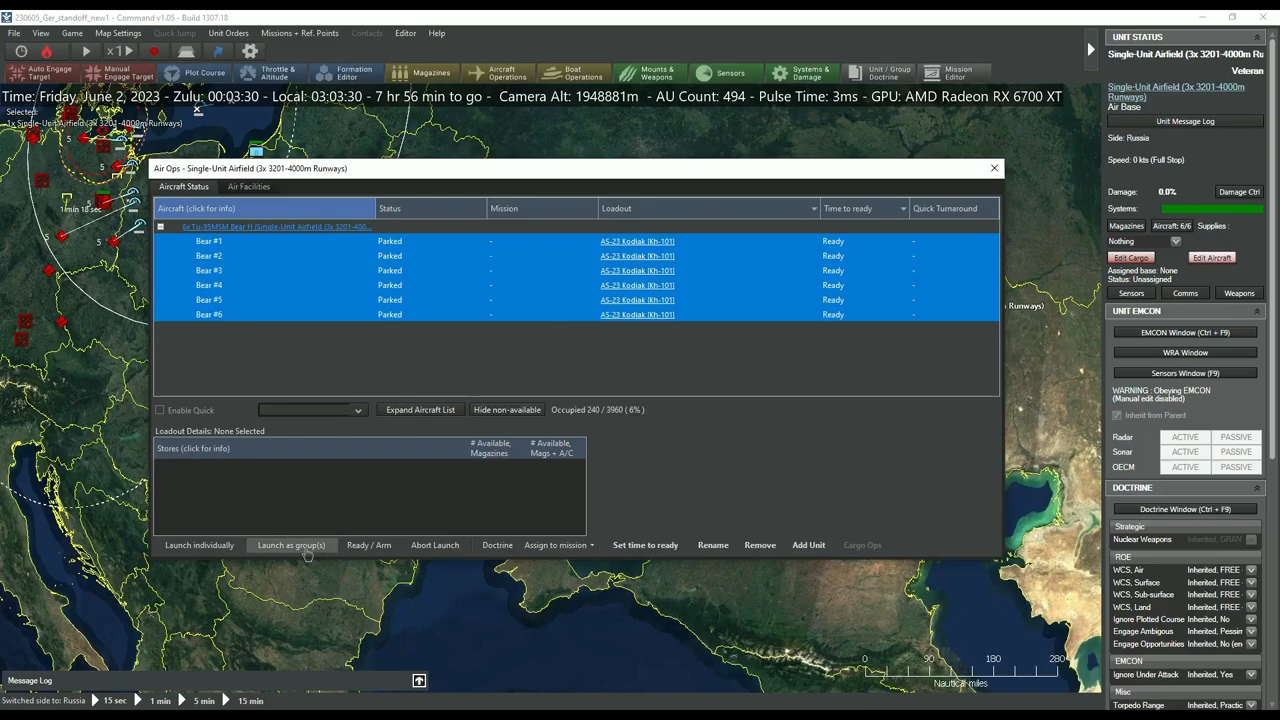 230605_Ger_standoff_new1 - Command v1.05 - Build 1307.18
File View Game Map Settings Quick Jump Unit Orders Missions + Ref. Points Contacts Editor Help
x1
Auto Engage Target
Manual Engage Target
Plot Course
Throttle & Altitude
Formation Editor
Magazines
Aircraft Operations
Boat Operations
Mounts & Weapons
Sensors
Systems & Damage
Unit / Group Doctrine
Mission Editor
Time: Friday, June 2, 2023 - Zulu: 00:03:30 - Local: 03:03:30 - 7 hr 56 min to go - Camera Alt: 1948881m - AU Count: 494 - Pulse Time: 3ms - GPU: AMD Radeon RX 6700 XT
Selected:
1x Single-Unit Airfield (3x 3201-4000m Runways)
5
5
5
5
5
1 min 18 sec
Air Ops - Single-Unit Airfield (3x 3201-4000m Runways)
Aircraft Status Air Facilities
Aircraft (click for info) Status Mission Loadout Time to ready Quick Turnaround
6x Tu-95MSM Bear H (Single-Unit Airfield (3x 3201-400...
Bear #1 Parked - AS-23 Kodiak [Kh-101] Ready -
Bear #2 Parked - AS-23 Kodiak [Kh-101] Ready -
Bear #3 Parked - AS-23 Kodiak [Kh-101] Ready -
Bear #4 Parked - AS-23 Kodiak [Kh-101] Ready -
Bear #5 Parked - AS-23 Kodiak [Kh-101] Ready -
Bear #6 Parked - AS-23 Kodiak [Kh-101] Ready -
Enable Quick Expand Aircraft List Hide non-available Occupied 240 / 3960 ( 6% )
Loadout Details: None Selected
Stores (click for info) # Available, Magazines # Available, Mags + A/C
Launch individually Launch as group(s) Ready / Arm Abort Launch Doctrine Assign to mission Set time to ready Rename Remove Add Unit Cargo Ops
Runways)
0 90 180 280
Nautical miles
Message Log
Switched side to: Russia 15 sec 1 min 5 min 15 min
UNIT STATUS
Single-Unit Airfield (3x 3201-4000m Ru
Veteran
Single-Unit Airfield (3x 3201-4000m
Runways)
Air Base
Unit Message Log
Side: Russia
Speed: 0 kts (Full Stop)
Damage: 0.0% Damage Ctrl
Systems:
Magazines Aircraft: 6/6 Supplies :
Nothing
Edit Cargo Edit Aircraft
Assigned base: None
Status: Unassigned
Sensors Comms Weapons
UNIT EMCON
EMCON Window (Ctrl + F9)
WRA Window
Sensors Window (F9)
WARNING : Obeying EMCON
(Manual edit disabled)
Inherit from Parent
Radar ACTIVE PASSIVE
Sonar ACTIVE PASSIVE
OECM ACTIVE PASSIVE
DOCTRINE
Doctrine Window (Ctrl + F9)
Strategic
Nuclear Weapons Inherited, GRAN
ROE
WCS, Air Inherited, FREE
WCS, Surface Inherited, FREE
WCS, Sub-surface Inherited, FREE
WCS, Land Inherited, FREE
Ignore Plotted Course Inherited, No
Engage Ambiguous Inherited, Pessim
Engage Opportunities Inherited, No (en
EMCON
Ignore Under Attack Inherited, Yes
Misc
Torpedo Range Inherited, Practic